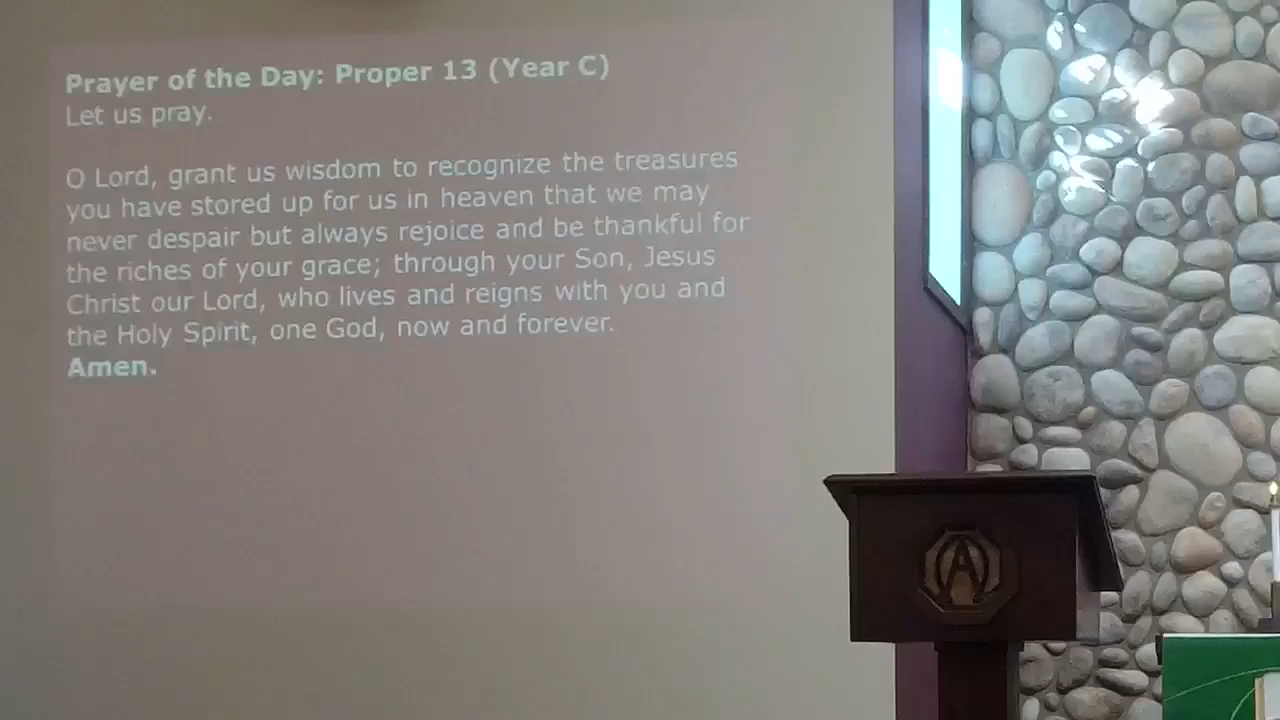 Prayer of the Day: Proper 13 (Year C)
Let us pray.
O Lord, grant us wisdom to recognize the treasures
you have stored up for us in heaven that we may
never despair but always rejoice and be thankful for
the riches of your grace; through your Son, Jesus
Christ our Lord, who lives and reigns with you and
the Holy Spirit, one God, now and forever.
Amen.